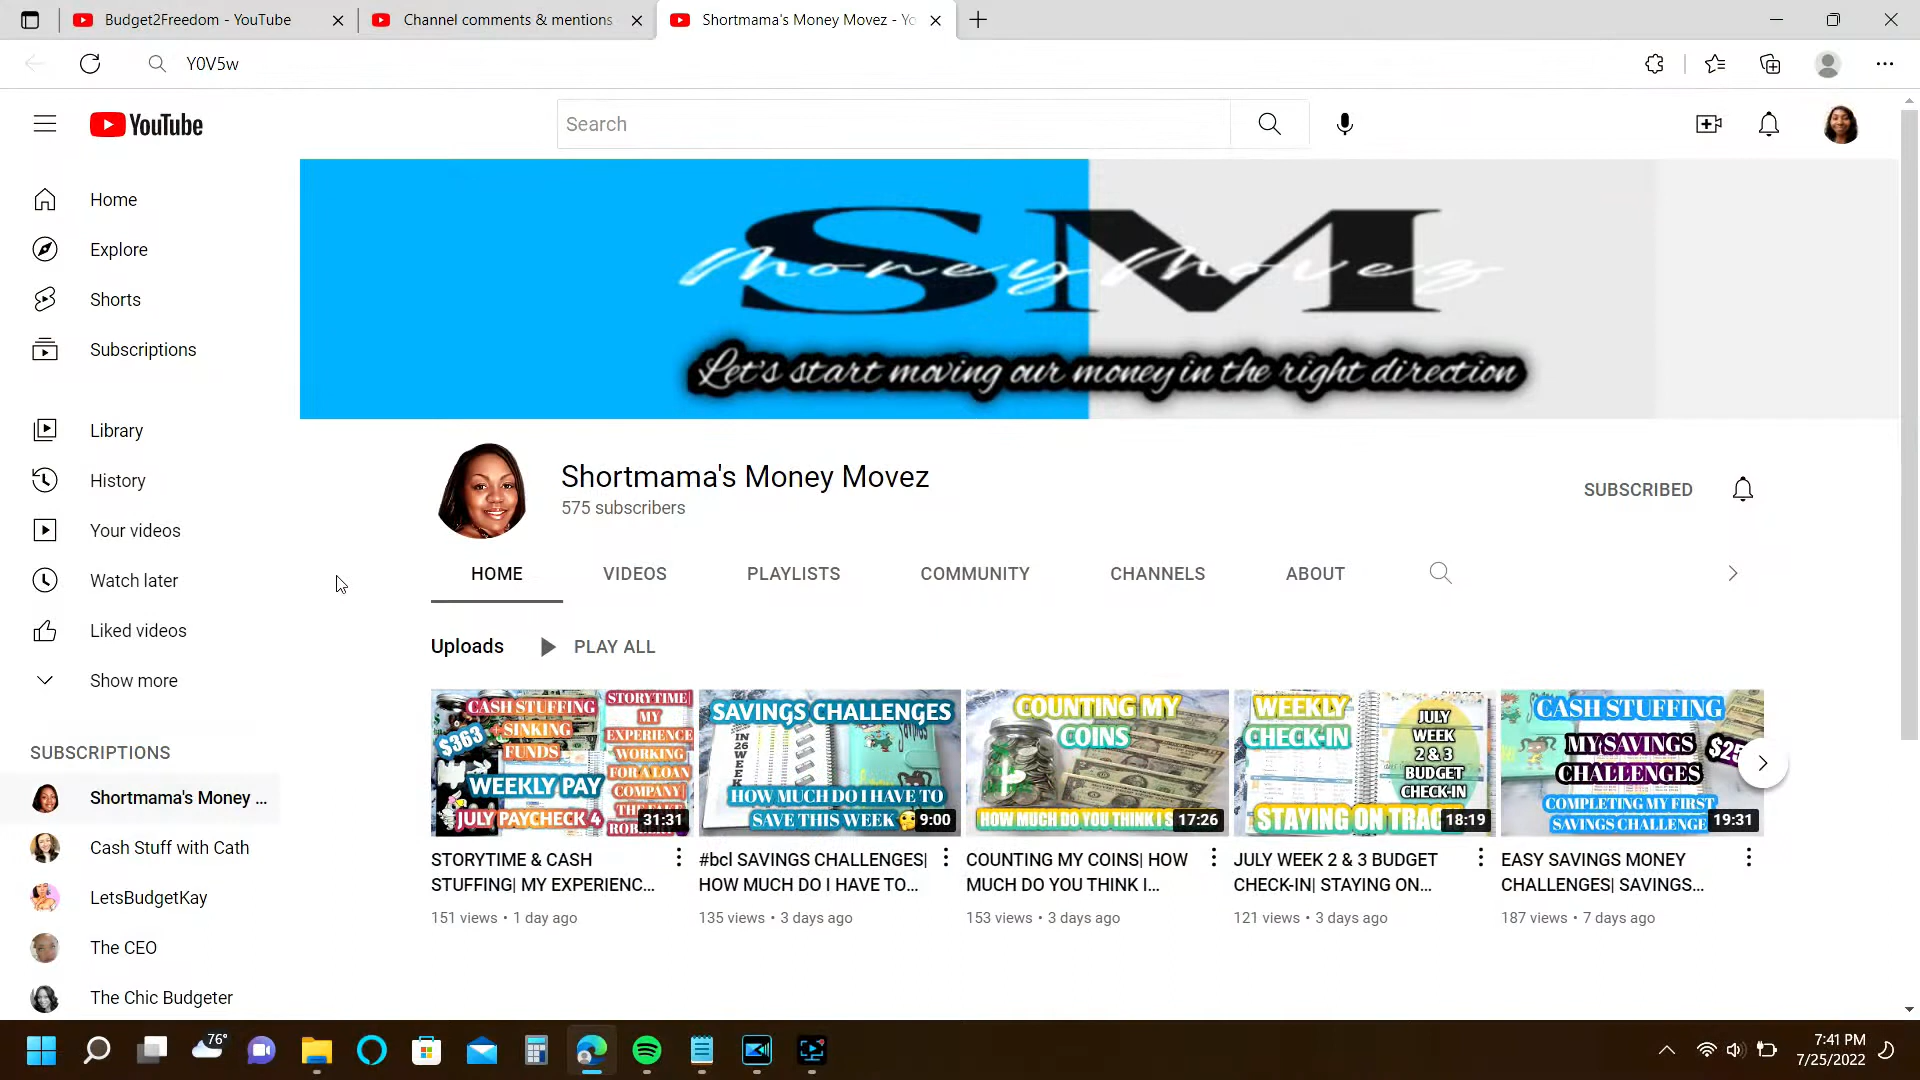 Budget2Freedom - YouTube
Channel comments & mentions
Shortmama's Money Movez - Yo
Y0V5w
YouTube
Search
Home
Explore
Shorts
Subscriptions
Library
History
Your videos
Watch later
Liked videos
Show more
SUBSCRIPTIONS
Shortmama's Money ...
Cash Stuff with Cath
LetsBudgetKay
The CEO
The Chic Budgeter
SM
Money Movez
Let's start moving our money in the right direction
Shortmama's Money Movez
575 subscribers
SUBSCRIBED
HOME VIDEOS PLAYLISTS COMMUNITY CHANNELS ABOUT
Uploads PLAY ALL
CASH STUFFING
$363 +SINKING
FUNDS
WEEKLY PAY
JULY PAYCHECK 4
STORYTIME|
MY
EXPERIENCE
WORKING
FOR A LOAN
COMPANY|
31:31
STORYTIME & CASH
STUFFING| MY EXPERIENC...
151 views • 1 day ago
SAVINGS CHALLENGES
IN 26
WEEK
HOW MUCH DO I HAVE TO
SAVE THIS WEEK
9:00
#bcl SAVINGS CHALLENGES|
HOW MUCH DO I HAVE TO...
135 views • 3 days ago
COUNTING MY
COINS
HOW MUCH DO YOU THINK I S
17:26
COUNTING MY COINS| HOW
MUCH DO YOU THINK I...
153 views • 3 days ago
WEEKLY
CHECK-IN
JULY
WEEK
2 & 3
BUDGET
CHECK-IN
STAYING ON TRAC
18:19
JULY WEEK 2 & 3 BUDGET
CHECK-IN| STAYING ON...
121 views • 3 days ago
CASH STUFFING
MY SAVINGS
CHALLENGES
COMPLETING MY FIRST
SAVINGS CHALLENGE
19:31
EASY SAVINGS MONEY
CHALLENGES| SAVINGS...
187 views • 7 days ago
76°
7:41 PM
7/25/2022